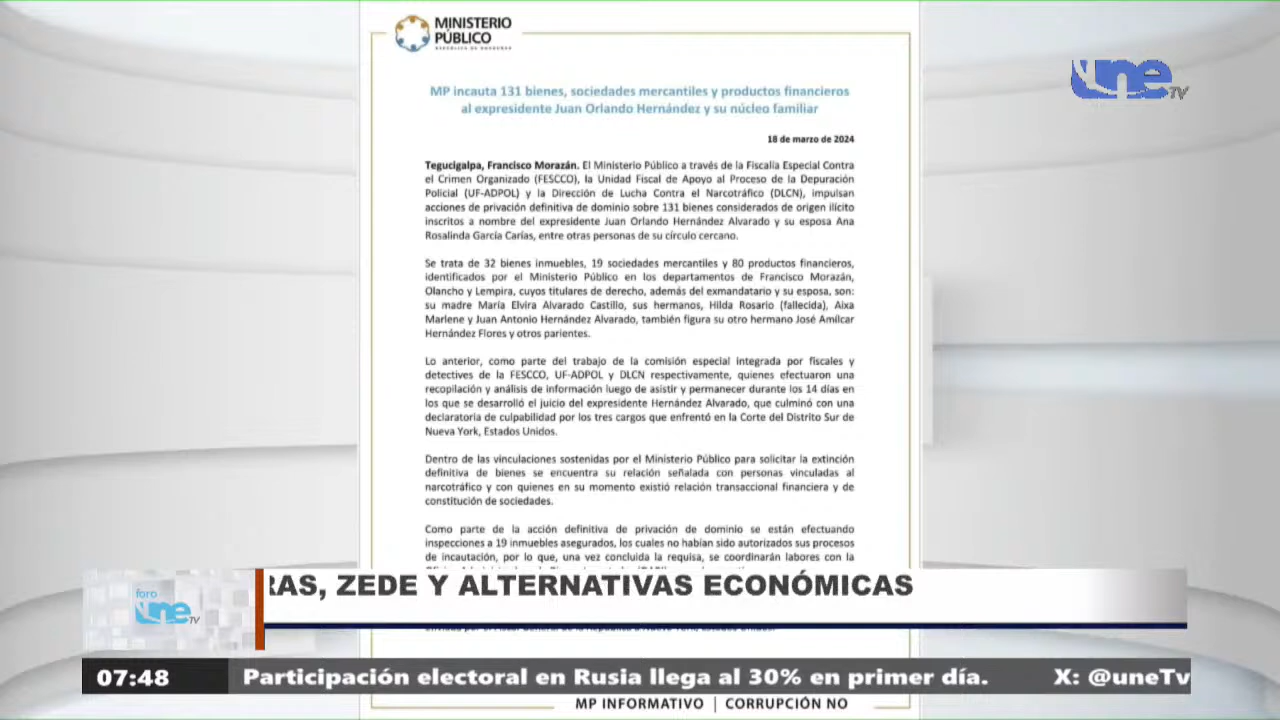 MINISTERIO
PÚBLICO
REPÚBLICA DE HONDURAS
une TV
MP incauta 131 bienes, sociedades mercantiles y productos financieros
al expresidente Juan Orlando Hernández y su núcleo familiar
18 de marzo de 2024
Tegucigalpa, Francisco Morazán. El Ministerio Público a través de la Fiscalía Especial Contra
el Crimen Organizado (FESCCO), la Unidad Fiscal de Apoyo al Proceso de la Depuración
Policial (UF-ADPOL) y la Dirección de Lucha Contra el Narcotráfico (DLCN), impulsan
acciones de privación definitiva de dominio sobre 131 bienes considerados de origen ilícito
inscritos a nombre del expresidente Juan Orlando Hernández Alvarado y su esposa Ana
Rosalinda García Carías, entre otras personas de su círculo cercano.
Se trata de 32 bienes inmuebles, 19 sociedades mercantiles y 80 productos financieros,
identificados por el Ministerio Público en los departamentos de Francisco Morazán,
Olancho y Lempira, cuyos titulares de derecho, además del exmandatario y su esposa, son:
su madre María Elvira Alvarado Castillo, sus hermanos, Hilda Rosario (fallecida), Aixa
Marlene y Juan Antonio Hernández Alvarado, también figura su otro hermano José Amílcar
Hernández Flores y otros parientes.
Lo anterior, como parte del trabajo de la comisión especial integrada por fiscales y
detectives de la FESCCO, UF-ADPOL y DLCN respectivamente, quienes efectuaron una
recopilación y análisis de información luego de asistir y permanecer durante los 14 días en
los que se desarrolló el juicio del expresidente Hernández Alvarado, que culminó con una
declaratoria de culpabilidad por los tres cargos que enfrentó en la Corte del Distrito Sur de
Nueva York, Estados Unidos.
Dentro de las vinculaciones sostenidas por el Ministerio Público para solicitar la extinción
definitiva de bienes se encuentra su relación señalada con personas vinculadas al
narcotráfico y con quienes en su momento existió relación transaccional financiera y de
constitución de sociedades.
Como parte de la acción definitiva de privación de dominio se están efectuando
inspecciones a 19 inmuebles asegurados, los cuales no habían sido autorizados sus procesos
de incautación, por lo que, una vez concluida la requisa, se coordinarán labores con la
foro
une TV
RAS, ZEDE Y ALTERNATIVAS ECONÓMICAS
07:48
Participación electoral en Rusia llega al 30% en primer día.
X: @uneTv
MP INFORMATIVO | CORRUPCIÓN NO